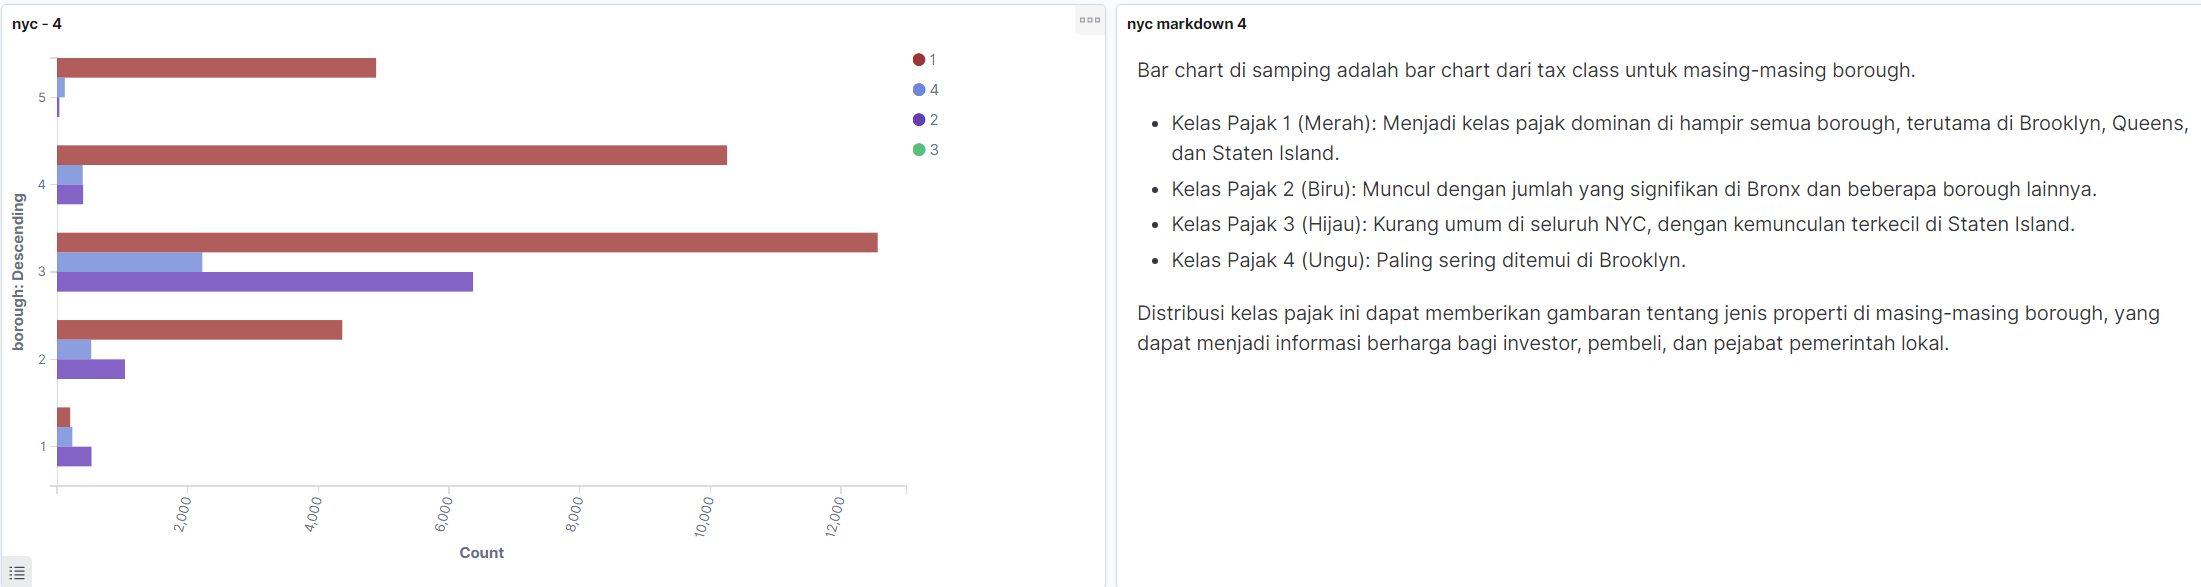 nyc - 4
1
4
2
3
5
4
3
2
1
borough: Descending
2,000
4,000
6,000
8,000
10,000
12,000
Count
nyc markdown 4
Bar chart di samping adalah bar chart dari tax class untuk masing-masing borough.
• Kelas Pajak 1 (Merah): Menjadi kelas pajak dominan di hampir semua borough, terutama di Brooklyn, Queens,
dan Staten Island.
• Kelas Pajak 2 (Biru): Muncul dengan jumlah yang signifikan di Bronx dan beberapa borough lainnya.
• Kelas Pajak 3 (Hijau): Kurang umum di seluruh NYC, dengan kemunculan terkecil di Staten Island.
• Kelas Pajak 4 (Ungu): Paling sering ditemui di Brooklyn.
Distribusi kelas pajak ini dapat memberikan gambaran tentang jenis properti di masing-masing borough, yang
dapat menjadi informasi berharga bagi investor, pembeli, dan pejabat pemerintah lokal.